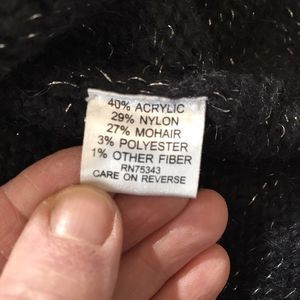 40% ACRYLIC
29% NYLON
27% MOHAIR
3% POLYESTER
1% OTHER FIBER
RN75343
CARE ON REVERSE